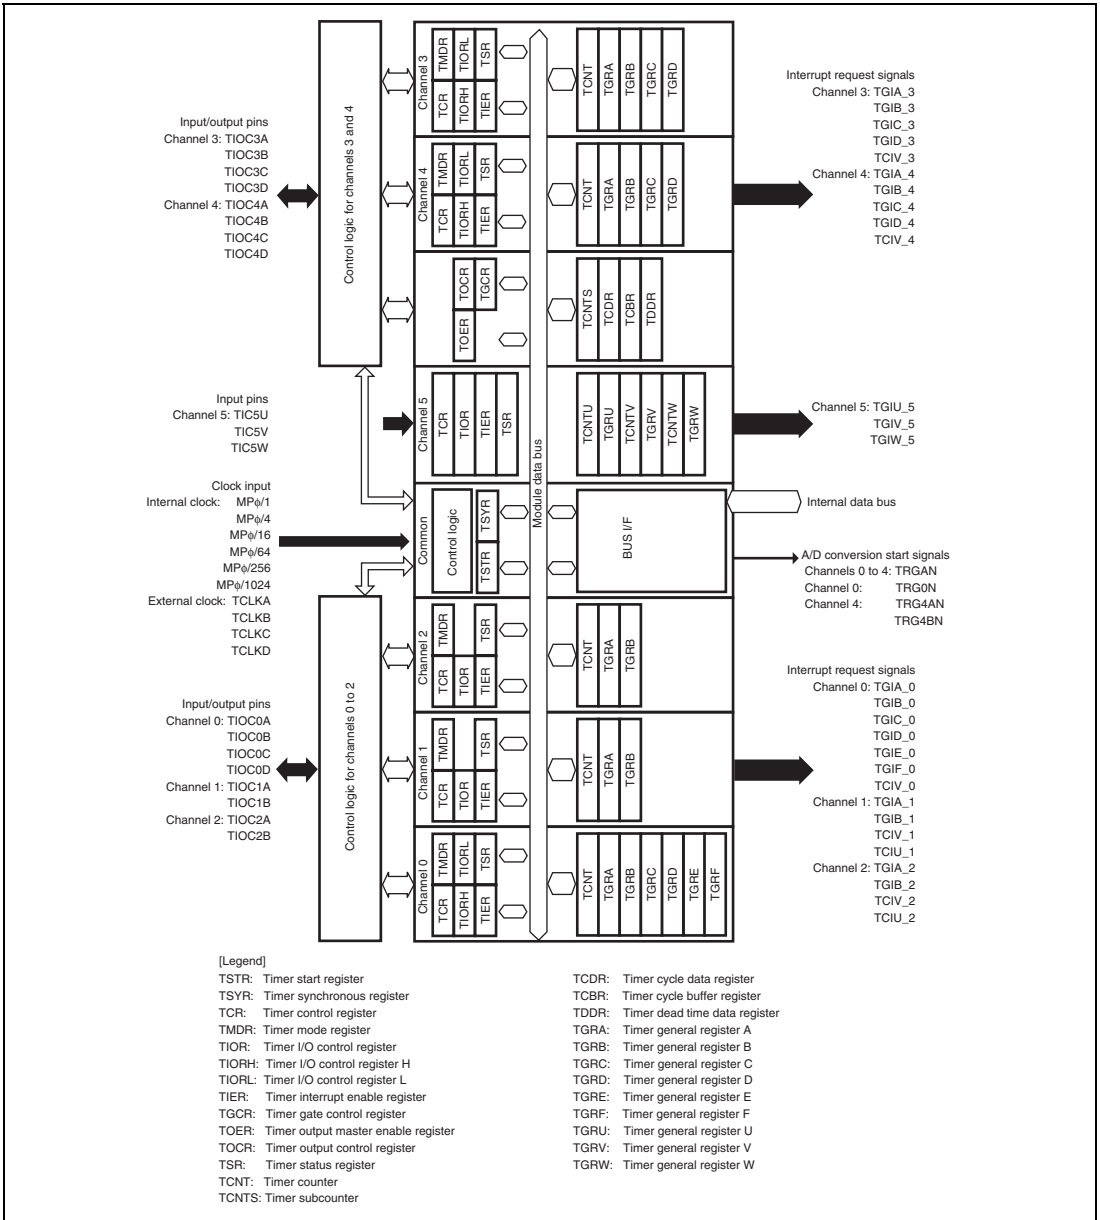 Input/output pins
Channel 3: TIOC3A
TIOC3B
TIOC3C
TIOC3D
Channel 4: TIOC4A
TIOC4B
TIOC4C
TIOC4D
Input pins
Channel 5: TIC5U
TIC5V
TIC5W
Clock input
Internal clock: MPϕ/1
MPϕ/4
MPϕ/16
MPϕ/64
MPϕ/256
MPϕ/1024
External clock: TCLKA
TCLKB
TCLKC
TCLKD
Input/output pins
Channel 0: TIOC0A
TIOC0B
TIOC0C
TIOC0D
Channel 1: TIOC1A
TIOC1B
Channel 2: TIOC2A
TIOC2B
Control logic for channels 3 and 4
Control logic for channels 0 to 2
Channel 3
TMDR
TIORL
TSR
TCR
TIORH
TIER
TCNT
TGRA
TGRB
TGRC
TGRD
Channel 4
TMDR
TIORL
TSR
TCR
TIORH
TIER
TCNT
TGRA
TGRB
TGRC
TGRD
TOCR
TGCR
TOER
TCNTS
TCDR
TCBR
TDDR
Channel 5
TCR
TIOR
TIER
TSR
TCNTU
TGRU
TCNTV
TGRV
TCNTW
TGRW
Module data bus
Common
Control logic
TSYR
TSTR
BUS I/F
Channel 2
TMDR
TSR
TCR
TIOR
TIER
TCNT
TGRA
TGRB
Channel 1
TMDR
TSR
TCR
TIOR
TIER
TCNT
TGRA
TGRB
Channel 0
TMDR
TIORL
TSR
TCR
TIORH
TIER
TCNT
TGRA
TGRB
TGRC
TGRD
TGRE
TGRF
Interrupt request signals
Channel 3: TGIA_3
TGIB_3
TGIC_3
TGID_3
TCIV_3
Channel 4: TGIA_4
TGIB_4
TGIC_4
TGID_4
TCIV_4
Channel 5: TGIU_5
TGIV_5
TGIW_5
Internal data bus
A/D conversion start signals
Channels 0 to 4: TRGAN
Channel 0: TRG0N
Channel 4: TRG4AN
TRG4BN
Interrupt request signals
Channel 0: TGIA_0
TGIB_0
TGIC_0
TGID_0
TGIE_0
TGIF_0
TCIV_0
Channel 1: TGIA_1
TGIB_1
TCIV_1
TCIU_1
Channel 2: TGIA_2
TGIB_2
TCIV_2
TCIU_2
[Legend]
TSTR: Timer start register
TSYR: Timer synchronous register
TCR: Timer control register
TMDR: Timer mode register
TIOR: Timer I/O control register
TIORH: Timer I/O control register H
TIORL: Timer I/O control register L
TIER: Timer interrupt enable register
TGCR: Timer gate control register
TOER: Timer output master enable register
TOCR: Timer output control register
TSR: Timer status register
TCNT: Timer counter
TCNTS: Timer subcounter
TCDR: Timer cycle data register
TCBR: Timer cycle buffer register
TDDR: Timer dead time data register
TGRA: Timer general register A
TGRB: Timer general register B
TGRC: Timer general register C
TGRD: Timer general register D
TGRE: Timer general register E
TGRF: Timer general register F
TGRU: Timer general register U
TGRV: Timer general register V
TGRW: Timer general register W